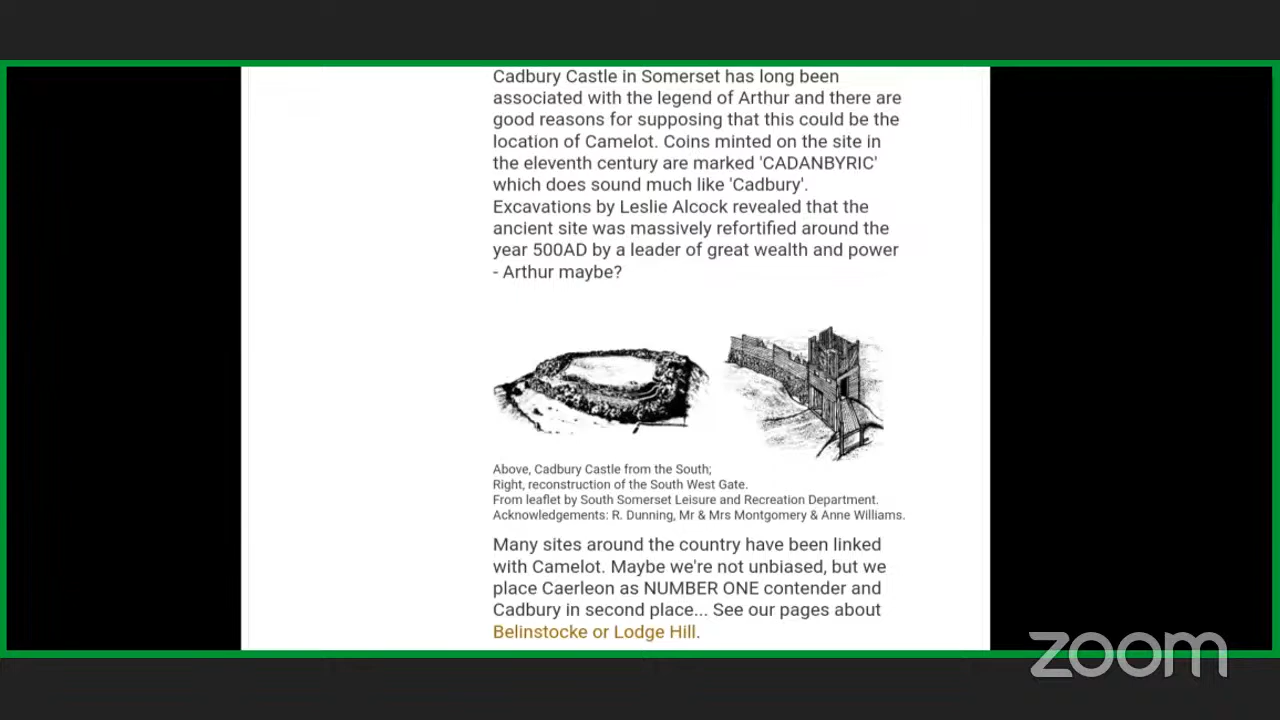 Cadbury Castle in Somerset has long been
associated with the legend of Arthur and there are
good reasons for supposing that this could be the
location of Camelot. Coins minted on the site in
the eleventh century are marked 'CADANBYRIC'
which does sound much like 'Cadbury'.
Excavations by Leslie Alcock revealed that the
ancient site was massively refortified around the
year 500AD by a leader of great wealth and power
- Arthur maybe?
Above, Cadbury Castle from the South;
Right, reconstruction of the South West Gate.
From leaflet by South Somerset Leisure and Recreation Department.
Acknowledgements: R. Dunning, Mr & Mrs Montgomery & Anne Williams.
Many sites around the country have been linked
with Camelot. Maybe we're not unbiased, but we
place Caerleon as NUMBER ONE contender and
Cadbury in second place... See our pages about
Belinstocke or Lodge Hill.
zoom